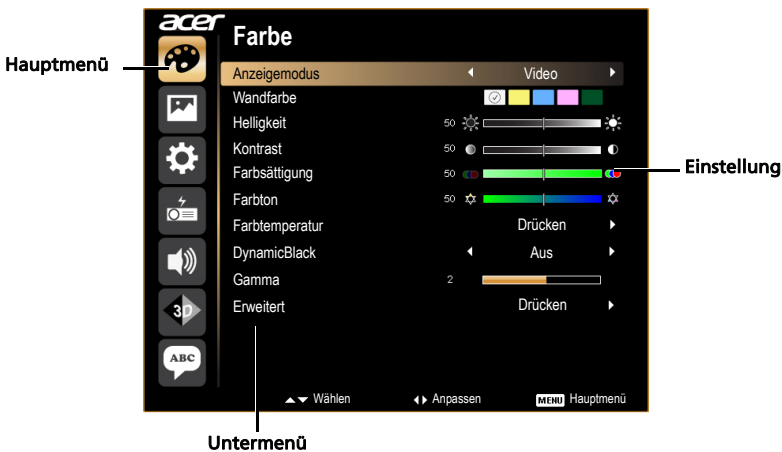 acer
Farbe
Hauptmenü
Anzeigemodus Video
Wandfarbe
Helligkeit 50
Kontrast 50
Farbsättigung 50
Einstellung
Farbton 50
Farbtemperatur Drücken
DynamicBlack Aus
Gamma 2
Erweitert Drücken
3D
ABC
Wählen Anpassen MENU Hauptmenü
Untermenü